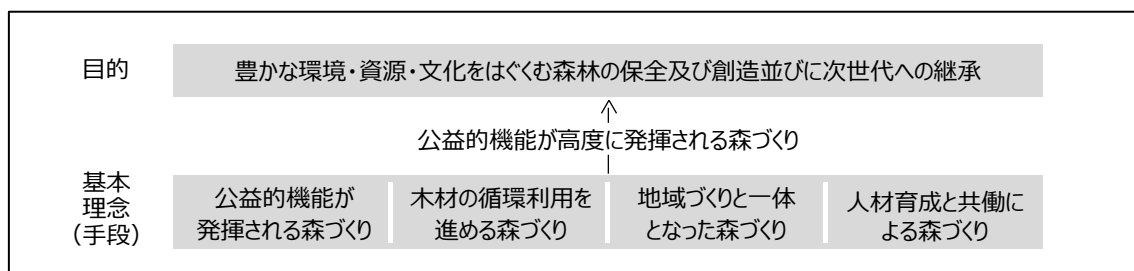 目的
豊かな環境・資源・文化をはぐくむ森林の保全及び創造並びに次世代への継承
公益的機能が高度に発揮される森づくり
基本
理念
（手段）
公益的機能が
発揮される森づくり
木材の循環利用を
進める森づくり
地域づくりと一体
となった森づくり
人材育成と共働に
よる森づくり